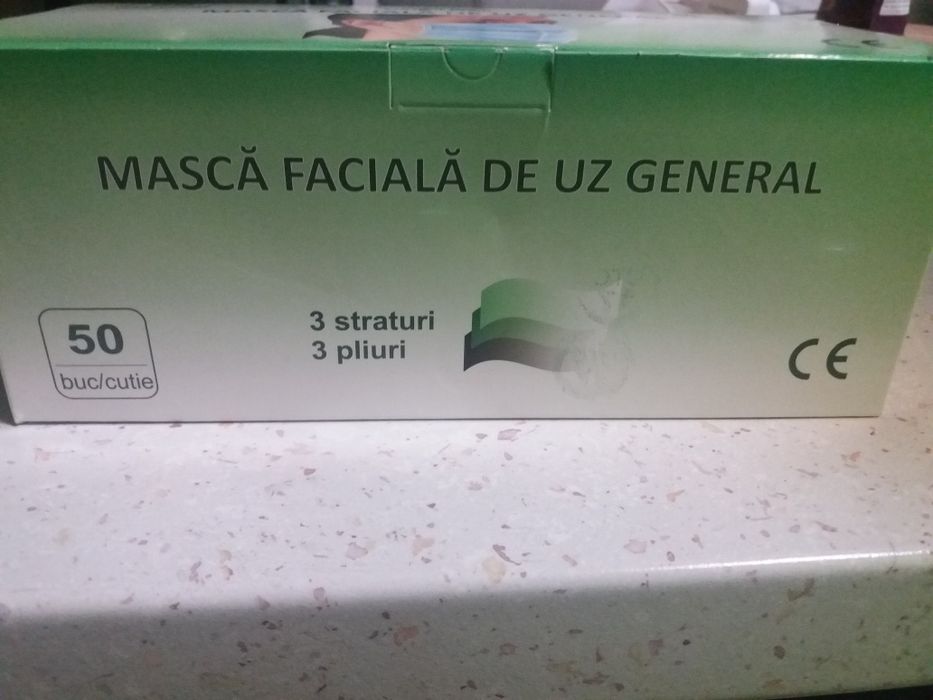 MASCĂ FACIALĂ DE UZ GENERAL
3 straturi
3 pliuri
50
buc/cutie
CE